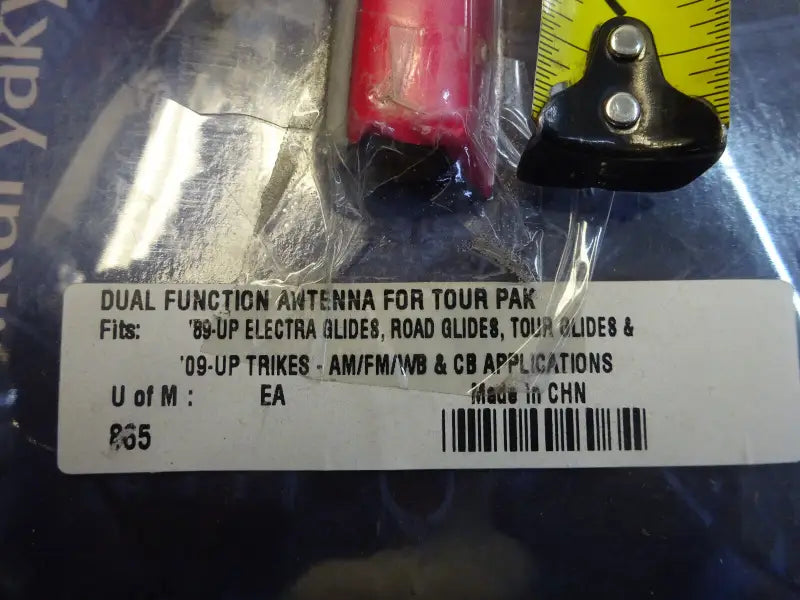 DUAL FUNCTION ANTENNA FOR TOUR PAK
Fits: '89-UP ELECTRA GLIDES, ROAD GLIDES, TOUR GLIDES &
'09-UP TRIKES - AM/FM/WB & CB APPLICATIONS
U of M : EA Made in CHN
865